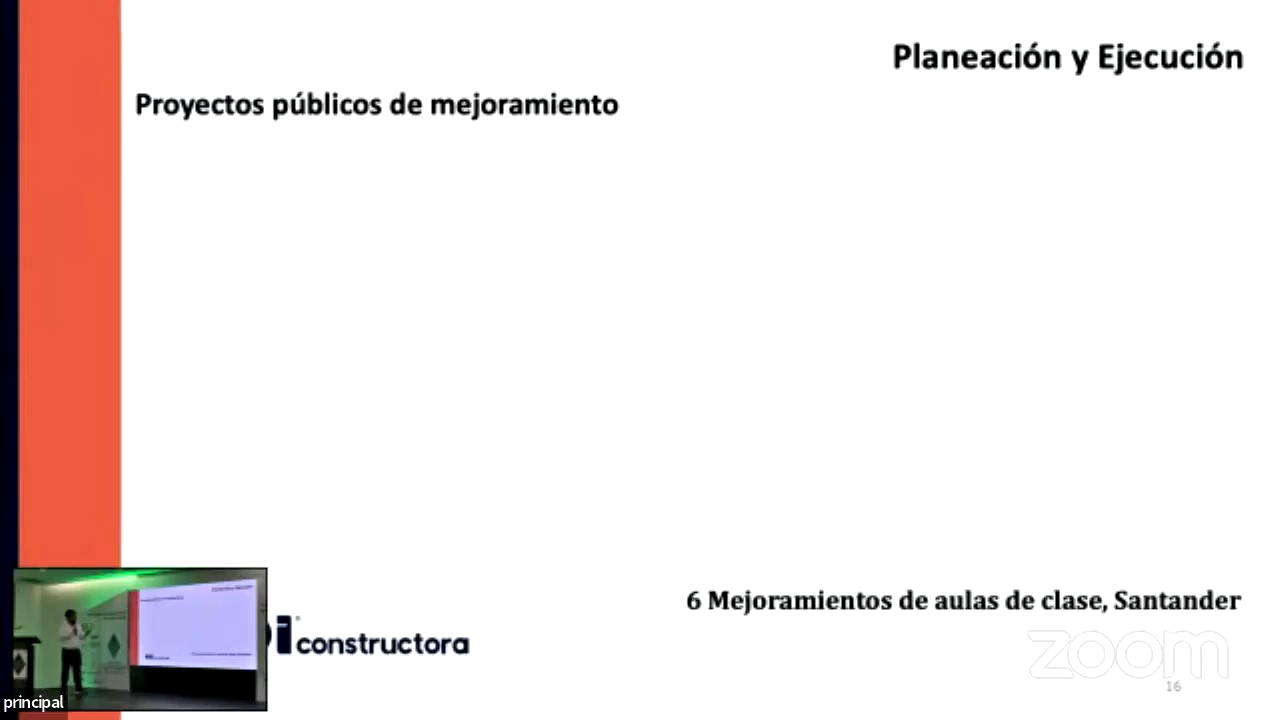 Planeación y Ejecución
Proyectos públicos de mejoramiento
6 Mejoramientos de aulas de clase, Santander
constructora
zoom
16
principal